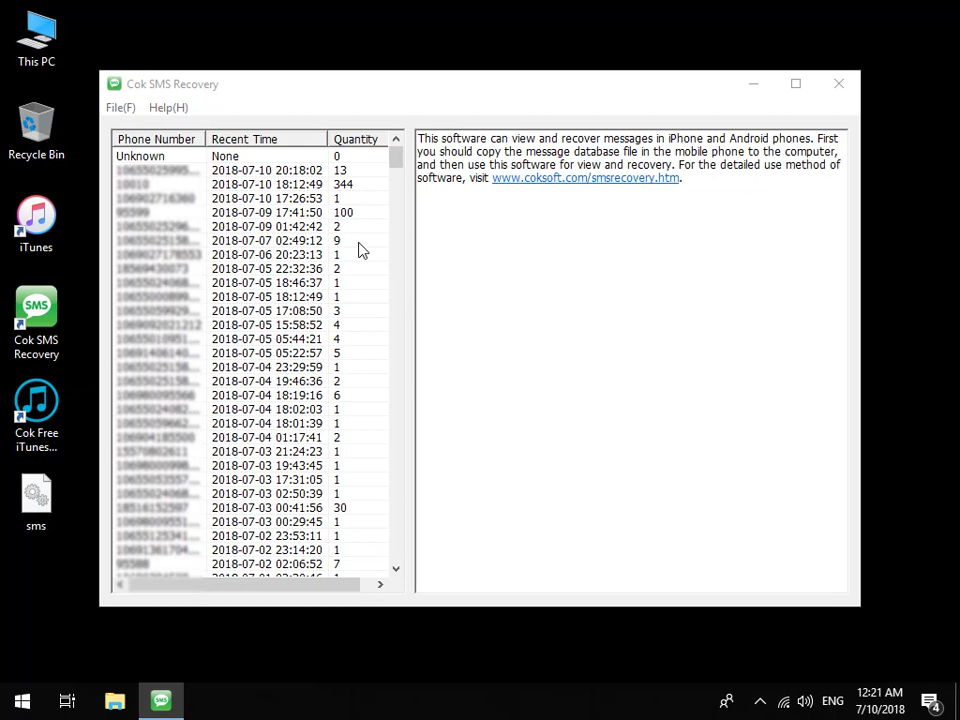 This PC
Recycle Bin
iTunes
SMS
Cok SMS
Recovery
Cok Free
iTunes...
sms
Cok SMS Recovery
File(F) Help(H)
Phone Number Recent Time Quantity
Unknown None 0
2018-07-10 20:18:02 13
2018-07-10 18:12:49 344
2018-07-10 17:26:53 1
2018-07-09 17:41:50 100
2018-07-09 01:42:42 2
2018-07-07 02:49:12 9
2018-07-06 20:23:13 1
2018-07-05 22:32:36 2
2018-07-05 18:46:37 1
2018-07-05 18:12:49 1
2018-07-05 17:08:50 3
2018-07-05 15:58:52 4
2018-07-05 05:44:21 4
2018-07-05 05:22:57 5
2018-07-04 23:29:59 1
2018-07-04 19:46:36 2
2018-07-04 18:19:16 6
2018-07-04 18:02:03 1
2018-07-04 18:01:39 1
2018-07-04 01:17:41 2
2018-07-03 21:24:23 1
2018-07-03 19:43:45 1
2018-07-03 17:31:05 1
2018-07-03 02:50:39 1
2018-07-03 00:41:56 30
2018-07-03 00:29:45 1
2018-07-02 23:53:11 1
2018-07-02 23:14:20 1
2018-07-02 02:06:52 7
This software can view and recover messages in iPhone and Android phones. First
you should copy the message database file in the mobile phone to the computer,
and then use this software for view and recovery. For the detailed use method of
software, visit www.coksoft.com/smsrecovery.htm.
SMS
ENG
12:21 AM
7/10/2018
4